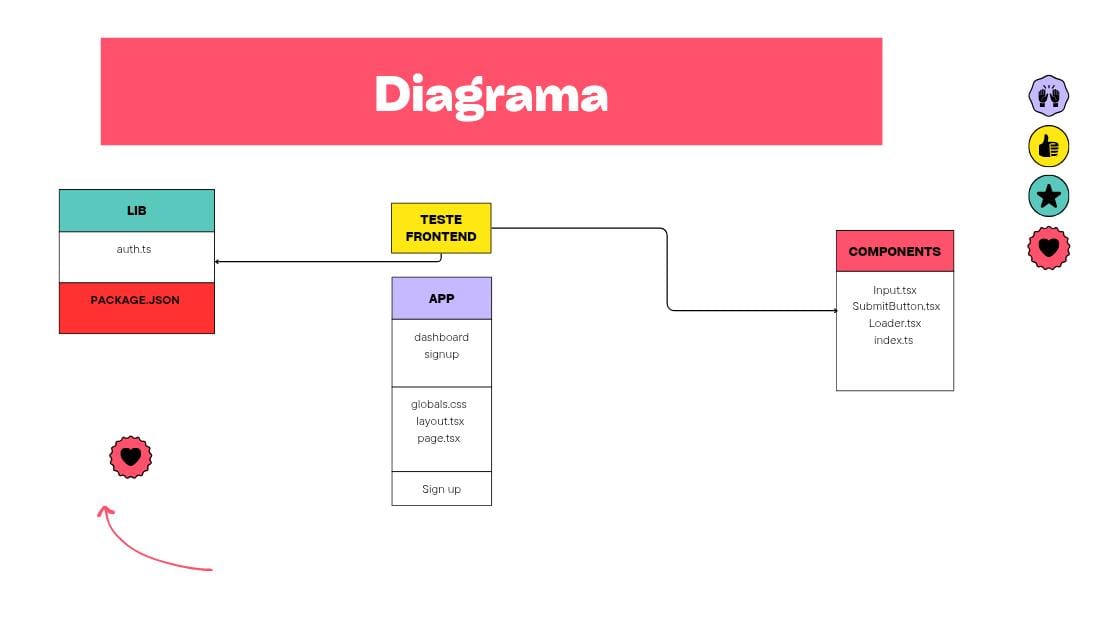 Diagrama
LIB
auth.ts
PACKAGE.JSON
TESTE
FRONTEND
APP
dashboard
signup
globals.css
layout.tsx
page.tsx
Sign up
COMPONENTS
Input.tsx
SubmitButton.tsx
Loader.tsx
index.ts